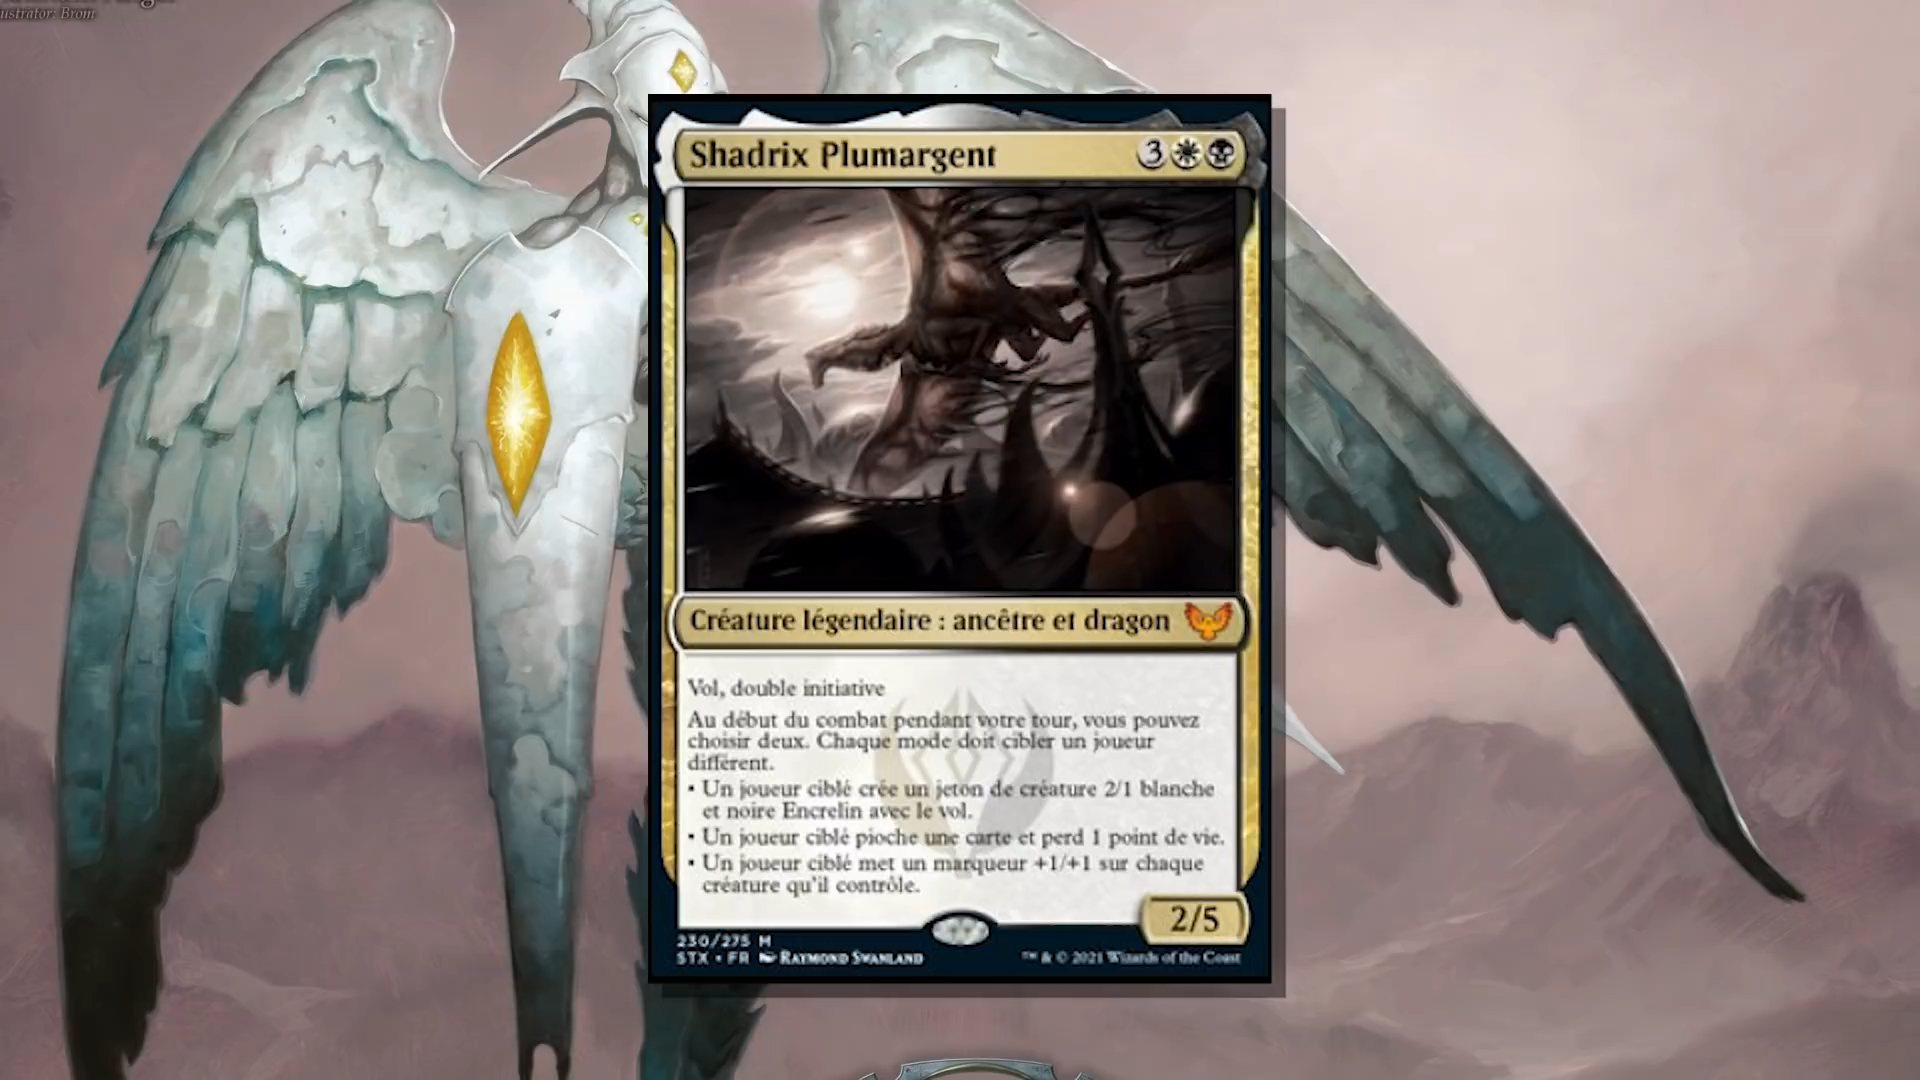 ustrator: Brom
Shadrix Plumargent
3
Créature légendaire : ancêtre et dragon
Vol, double initiative
Au début du combat pendant votre tour, vous pouvez
choisir deux. Chaque mode doit cibler un joueur
différent.
• Un joueur ciblé crée un jeton de créature 2/1 blanche
et noire Encrelin avec le vol.
• Un joueur ciblé pioche une carte et perd 1 point de vie.
• Un joueur ciblé met un marqueur +1/+1 sur chaque
créature qu'il contrôle.
2/5
230/275 M
STX • FR RAYMOND SWANLAND
™ & © 2021 Wizards of the Coast